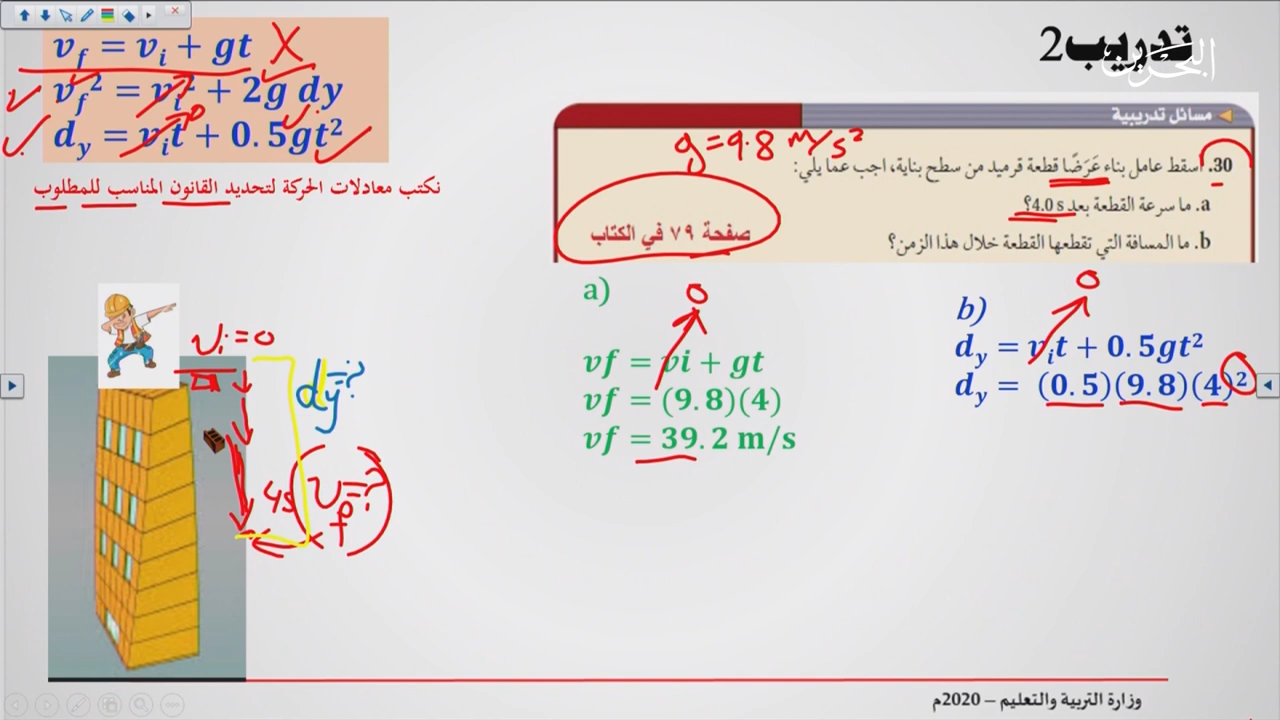 تدريب2
البحرين
v_f = v_i + gt X
v_f² = v_i² + 2g dy
d_y = v_i t + 0.5gt²
0
نكتب معادلات الحركة لتحديد القانون المناسب للمطلوب
مسائل تدريبية
g = 9.8 m/s²
30. أسقط عامل بناء عَرَضًا قطعة قرميد من سطح بناية، اجب عما يلي:
a. ما سرعة القطعة بعد 4.0 s؟
b. ما المسافة التي تقطعها القطعة خلال هذا الزمن؟
صفحة ٧٩ في الكتاب
a)
0
vf = vi + gt
vf = (9.8)(4)
vf = 39.2 m/s
b)
0
d_y = v_i t + 0.5gt²
d_y = (0.5)(9.8)(4)²
v_i = 0
dy=?
4s
v_f=?
وزارة التربية والتعليم – 2020م